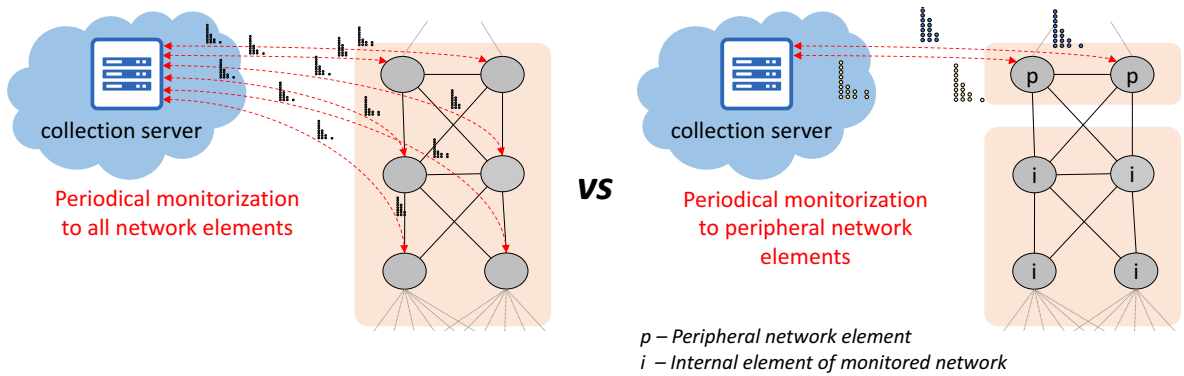 collection server
Periodical monitorization
to all network elements
vs
collection server
Periodical monitorization
to peripheral network
elements
p
p
i
i
i
i
p – Peripheral network element
i – Internal element of monitored network